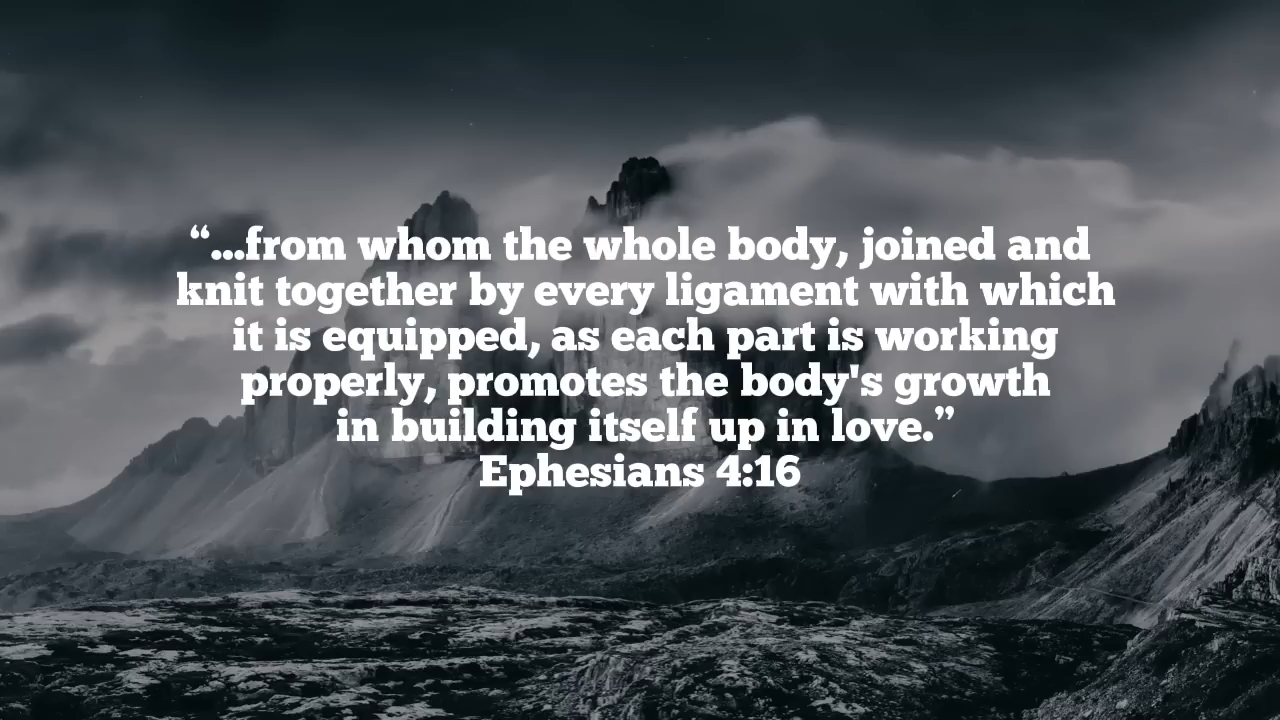 “...from whom the whole body, joined and
knit together by every ligament with which
it is equipped, as each part is working
properly, promotes the body's growth
in building itself up in love.”
Ephesians 4:16